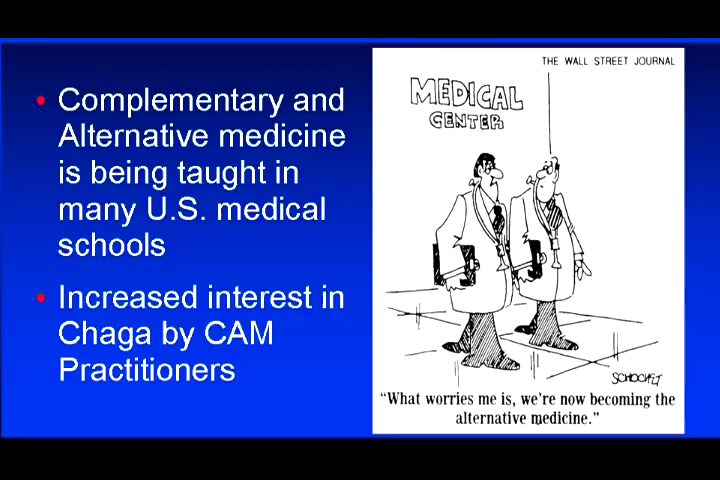 • Complementary and
Alternative medicine
is being taught in
many U.S. medical
schools
• Increased interest in
Chaga by CAM
Practitioners
THE WALL STREET JOURNAL
MEDICAL
CENTER
SCHOCHET
“What worries me is, we’re now becoming the
alternative medicine.”